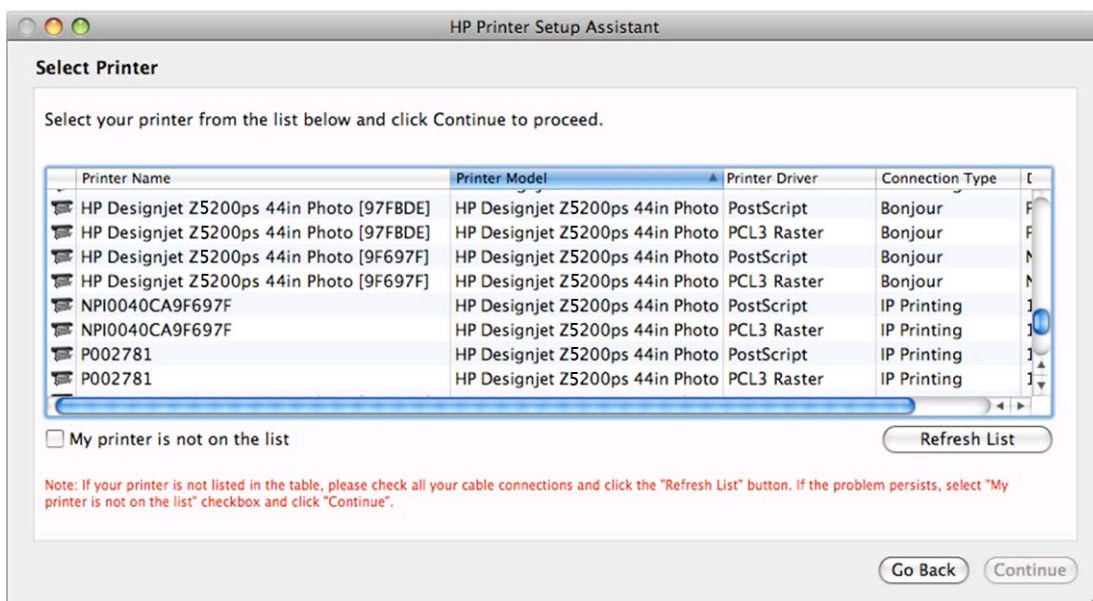 HP Printer Setup Assistant
Select Printer
Select your printer from the list below and click Continue to proceed.
Printer Name Printer Model Printer Driver Connection Type
HP Designjet Z5200ps 44in Photo [97FBDE] HP Designjet Z5200ps 44in Photo PostScript Bonjour
HP Designjet Z5200ps 44in Photo [97FBDE] HP Designjet Z5200ps 44in Photo PCL3 Raster Bonjour
HP Designjet Z5200ps 44in Photo [9F697F] HP Designjet Z5200ps 44in Photo PostScript Bonjour
HP Designjet Z5200ps 44in Photo [9F697F] HP Designjet Z5200ps 44in Photo PCL3 Raster Bonjour
NPI0040CA9F697F HP Designjet Z5200ps 44in Photo PostScript IP Printing
NPI0040CA9F697F HP Designjet Z5200ps 44in Photo PCL3 Raster IP Printing
P002781 HP Designjet Z5200ps 44in Photo PostScript IP Printing
P002781 HP Designjet Z5200ps 44in Photo PCL3 Raster IP Printing
My printer is not on the list Refresh List
Note: If your printer is not listed in the table, please check all your cable connections and click the "Refresh List" button. If the problem persists, select "My
printer is not on the list" checkbox and click "Continue".
Go Back Continue